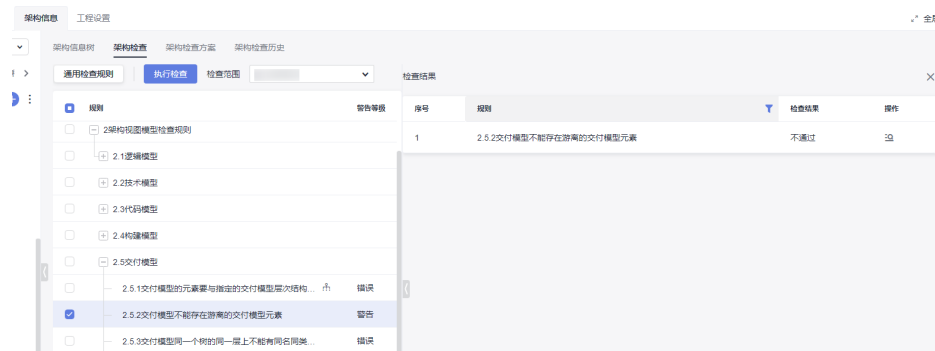 架构信息 工程设置
架构信息树 架构检查 架构检查方案 架构检查历史
通用检查规则 执行检查 检查范围
规则 警告等级
2架构视图模型检查规则
2.1逻辑模型
2.2技术模型
2.3代码模型
2.4构建模型
2.5交付模型
2.5.1交付模型的元素要与指定的交付模型层次结构... 错误
2.5.2交付模型不能存在游离的交付模型元素 警告
2.5.3交付模型同一个树的同一层上不能有同名同类... 错误
检查结果
序号 规则 检查结果 操作
1 2.5.2交付模型不能存在游离的交付模型元素 不通过